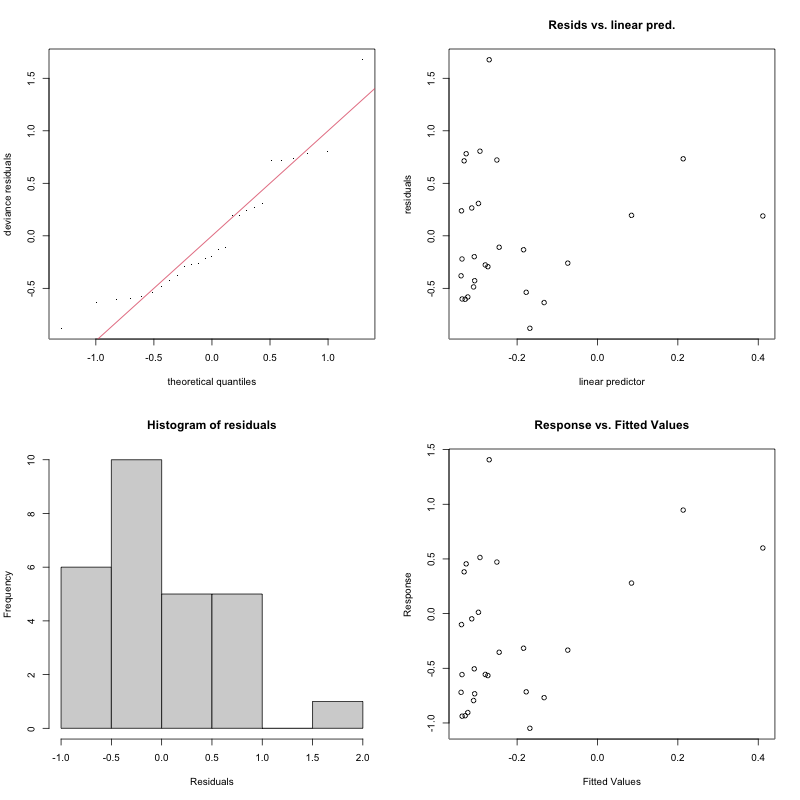 deviance residuals
-0.5 0.0 0.5 1.0 1.5
-1.0 -0.5 0.0 0.5 1.0
theoretical quantiles
Resids vs. linear pred.
residuals
-0.5 0.0 0.5 1.0 1.5
-0.2 0.0 0.2 0.4
linear predictor
Histogram of residuals
Frequency
0 2 4 6 8 10
-1.0 -0.5 0.0 0.5 1.0 1.5 2.0
Residuals
Response vs. Fitted Values
Response
-1.0 -0.5 0.0 0.5 1.0 1.5
-0.2 0.0 0.2 0.4
Fitted Values